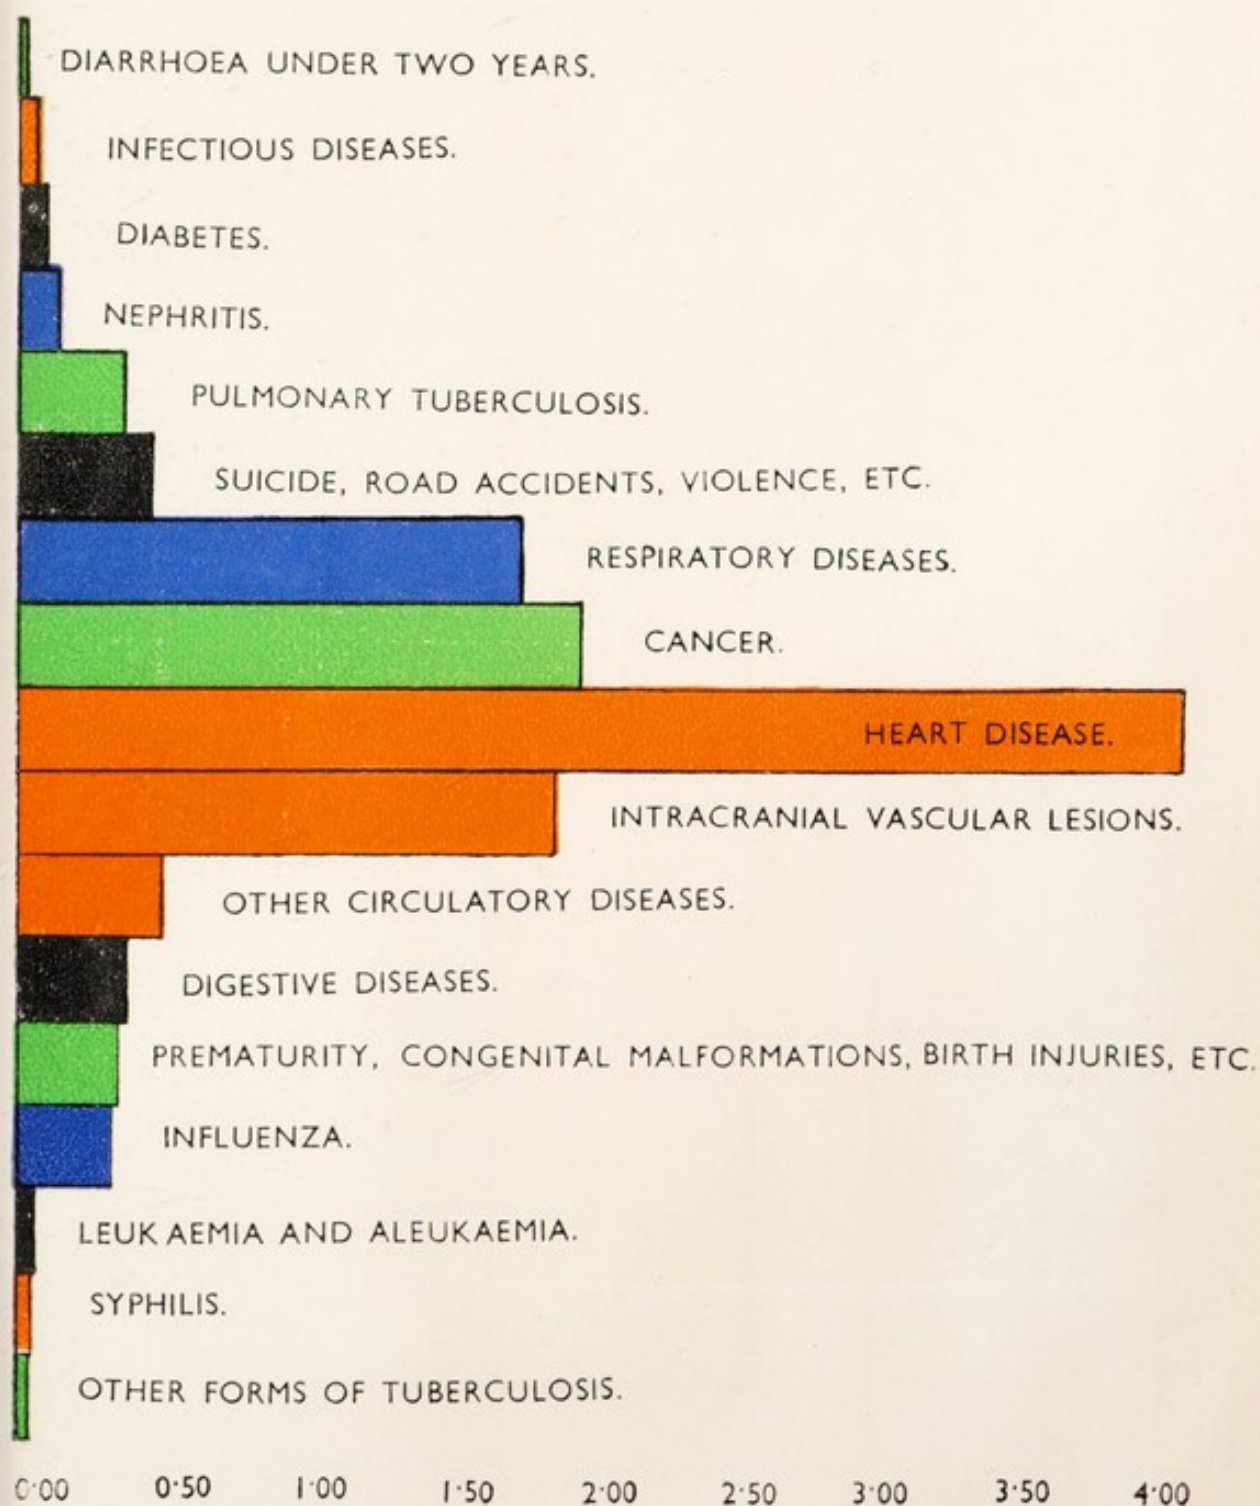 DIARRHOEA UNDER TWO YEARS.
INFECTIOUS DISEASES.
DIABETES.
NEPHRITIS.
PULMONARY TUBERCULOSIS.
SUICIDE, ROAD ACCIDENTS, VIOLENCE, ETC.
RESPIRATORY DISEASES.
CANCER.
HEART DISEASE.
INTRACRANIAL VASCULAR LESIONS.
OTHER CIRCULATORY DISEASES.
DIGESTIVE DISEASES.
PREMATURITY, CONGENITAL MALFORMATIONS, BIRTH INJURIES, ETC.
INFLUENZA.
LEUKAEMIA AND ALEUKAEMIA.
SYPHILIS.
OTHER FORMS OF TUBERCULOSIS.
0·00 0·50 1·00 1·50 2·00 2·50 3·00 3·50 4·00